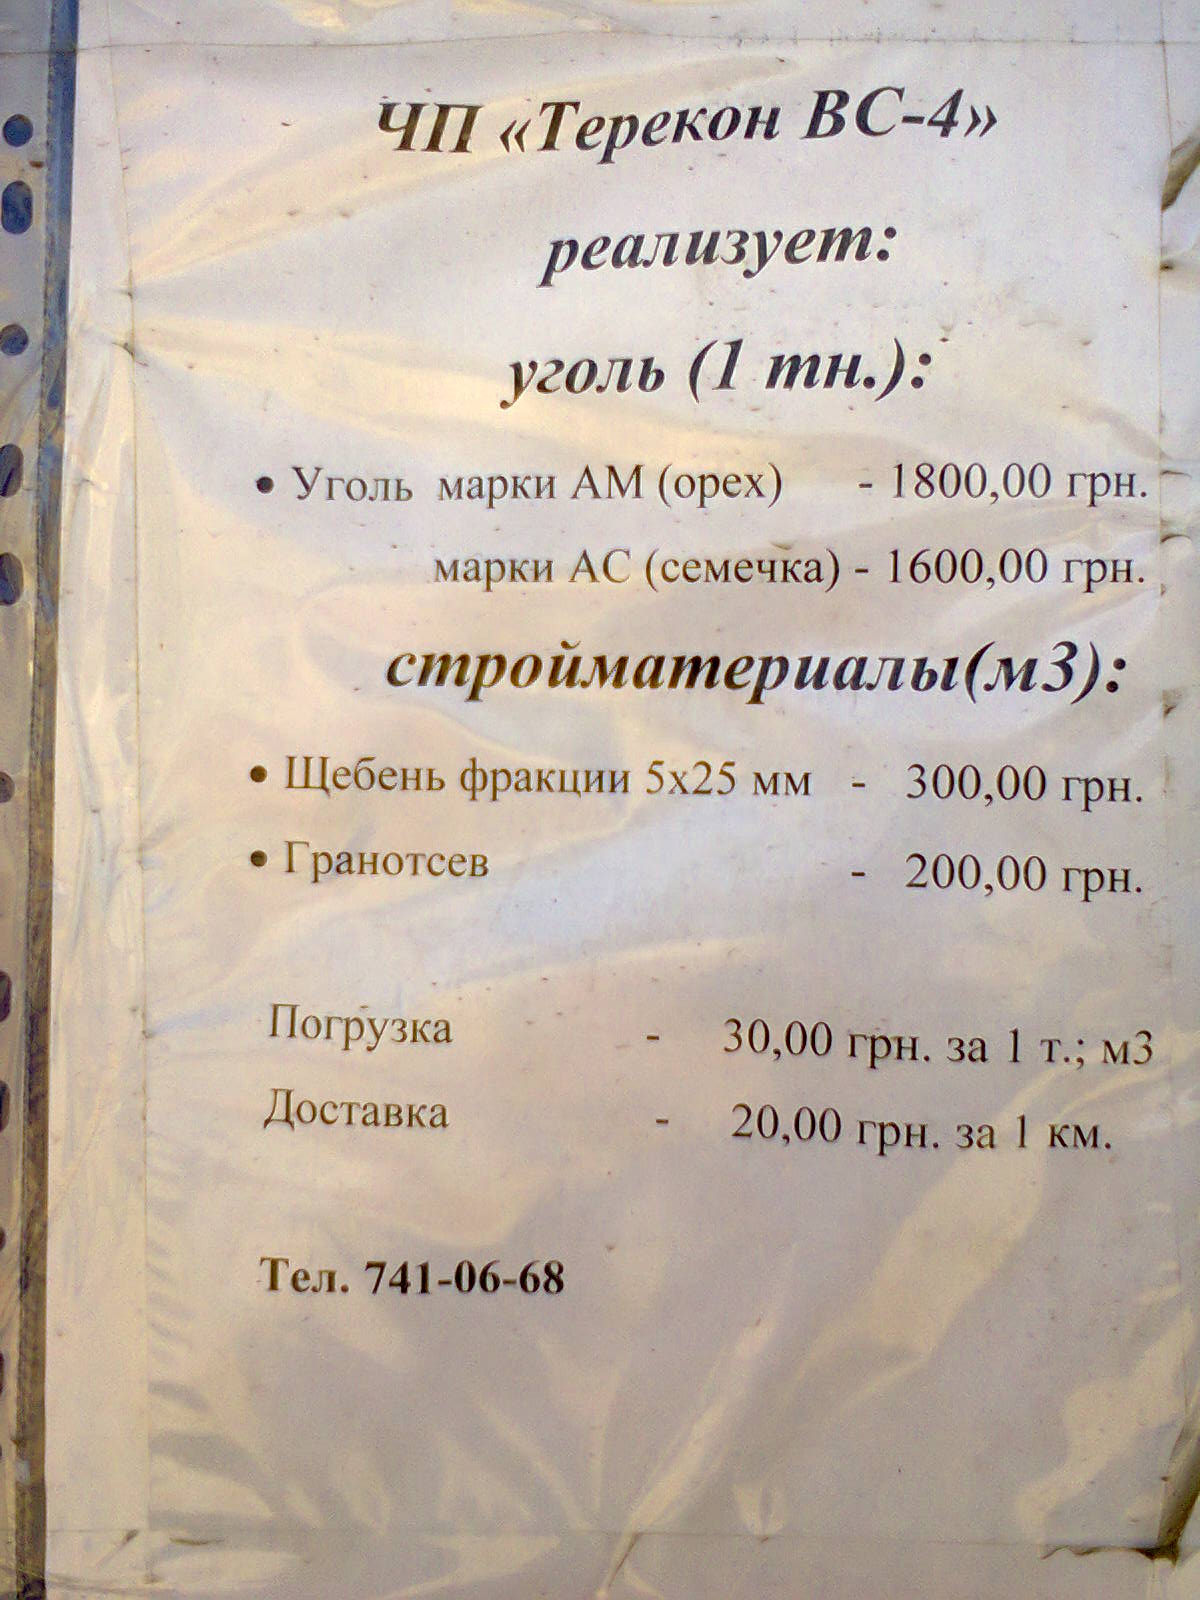 ЧП «Терекон ВС-4»
реализует:
уголь (1 тн.):
• Уголь марки АМ (орех) - 1800,00 грн.
марки АС (семечка) - 1600,00 грн.
стройматериалы(м3):
• Щебень фракции 5х25 мм - 300,00 грн.
• Гранотсев - 200,00 грн.
Погрузка - 30,00 грн. за 1 т.; м3
Доставка - 20,00 грн. за 1 км.
Тел. 741-06-68